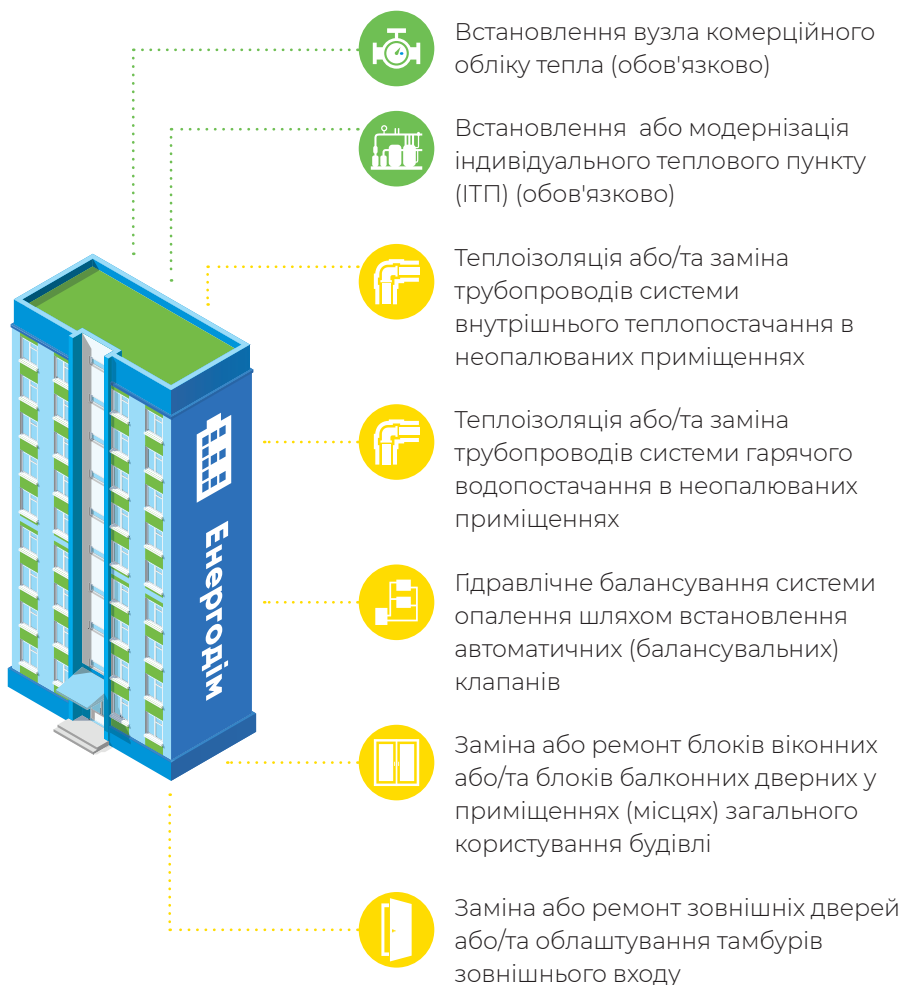 Встановлення вузла комерційного
обліку тепла (обов'язково)
Встановлення або модернізація
індивідуального теплового пункту
(ІТП) (обов'язково)
Теплоізоляція або/та заміна
трубопроводів системи
внутрішнього теплопостачання в
неопалюваних приміщеннях
Теплоізоляція або/та заміна
трубопроводів системи гарячого
водопостачання в неопалюваних
приміщеннях
Гідравлічне балансування системи
опалення шляхом встановлення
автоматичних (балансувальних)
клапанів
Заміна або ремонт блоків віконних
або/та блоків балконних дверних у
приміщеннях (місцях) загального
користування будівлі
Заміна або ремонт зовнішніх дверей
або/та облаштування тамбурів
зовнішнього входу
Енергодім